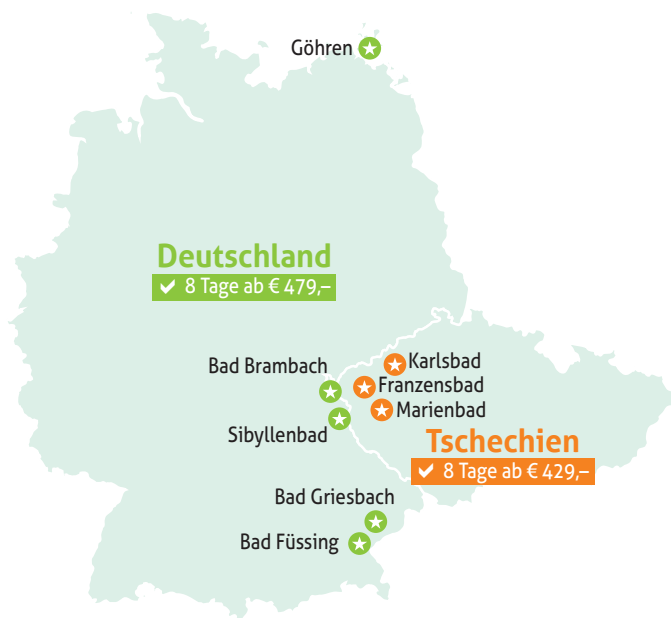 Göhren
Deutschland
8 Tage ab € 479,–
Bad Brambach
Karlsbad
Franzensbad
Marienbad
Sibyllenbad
Tschechien
8 Tage ab € 429,–
Bad Griesbach
Bad Füssing